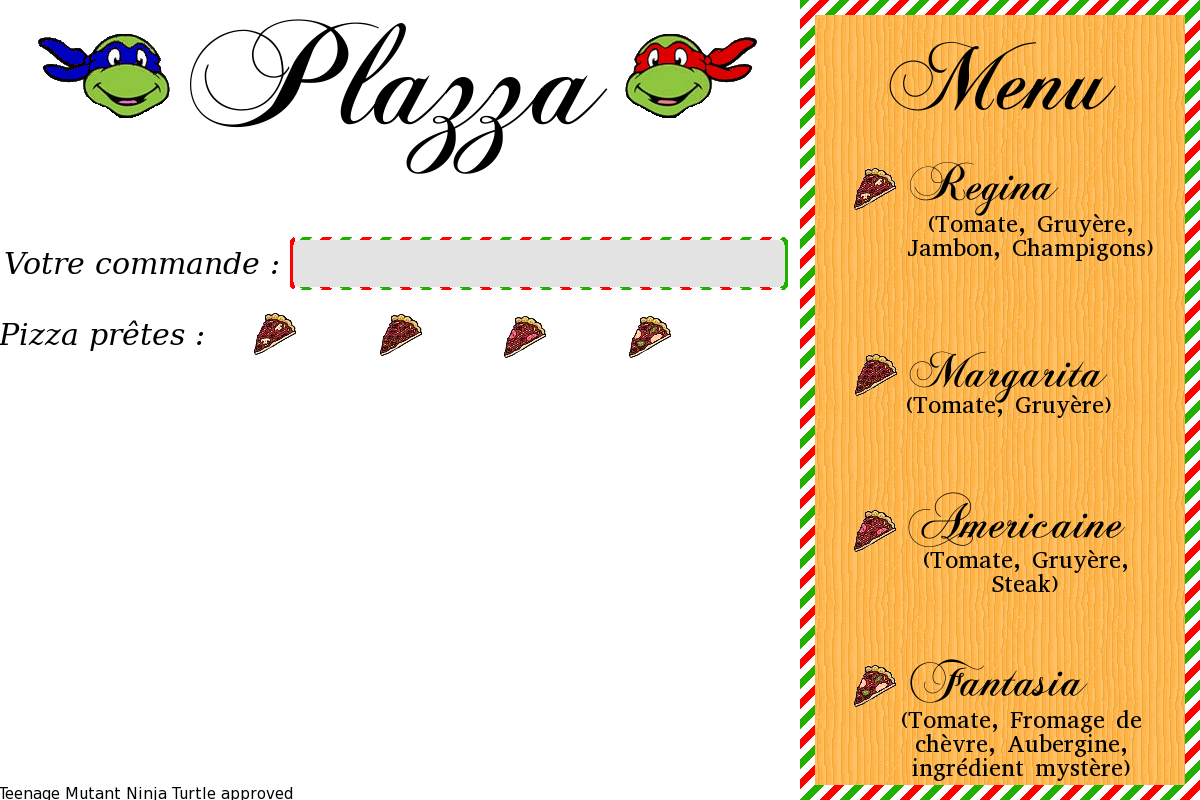 Plazza
Votre commande :
Pizza prêtes :
Teenage Mutant Ninja Turtle approved
Menu
Regina
(Tomate, Gruyère,
Jambon, Champigons)
Margarita
(Tomate, Gruyère)
Americaine
(Tomate, Gruyère,
Steak)
Fantasia
(Tomate, Fromage de
chèvre, Aubergine,
ingrédient mystère)